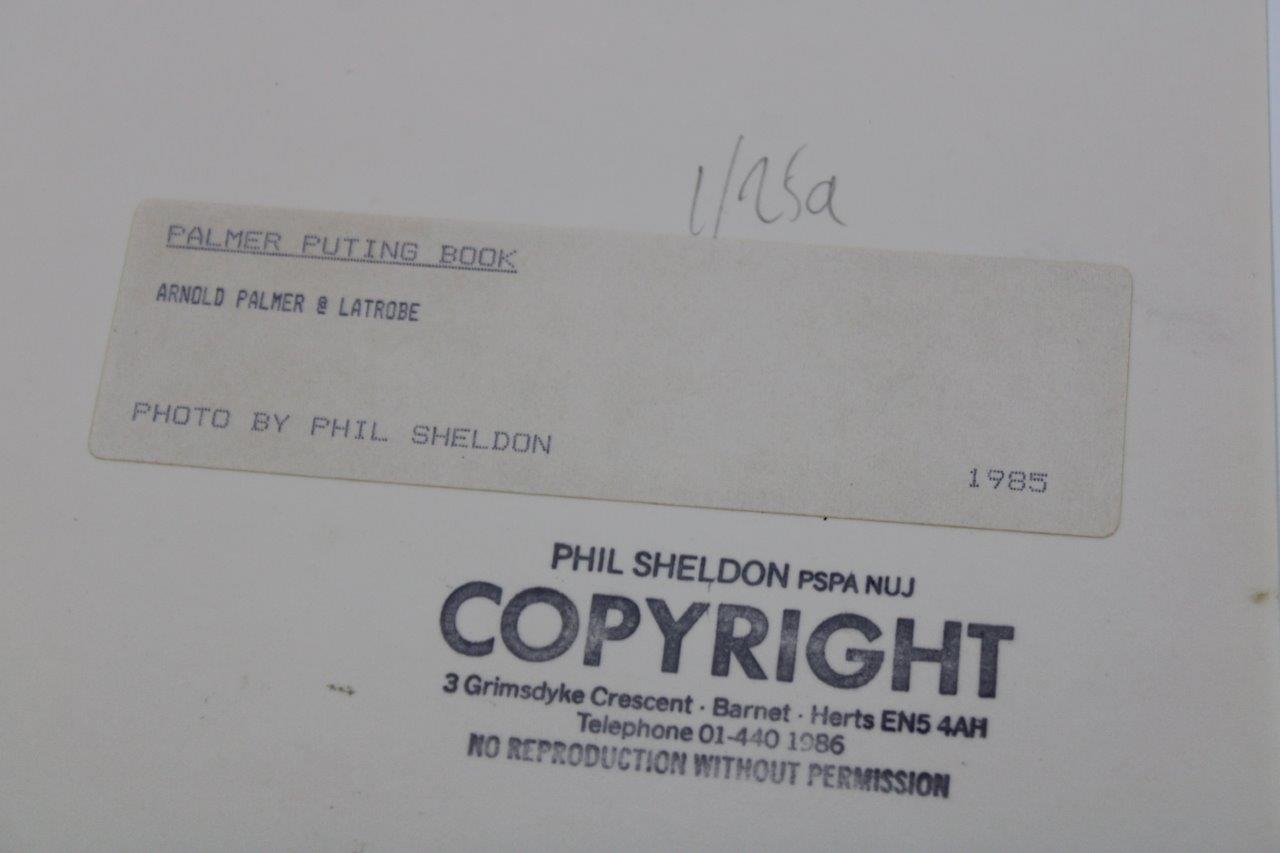 1/25a
PALMER PUTING BOOK
ARNOLD PALMER @ LATROBE
PHOTO BY PHIL SHELDON
1985
PHIL SHELDON PSPA NUJ
COPYRIGHT
3 Grimsdyke Crescent · Barnet · Herts EN5 4AH
Telephone 01-440 1986
NO REPRODUCTION WITHOUT PERMISSION